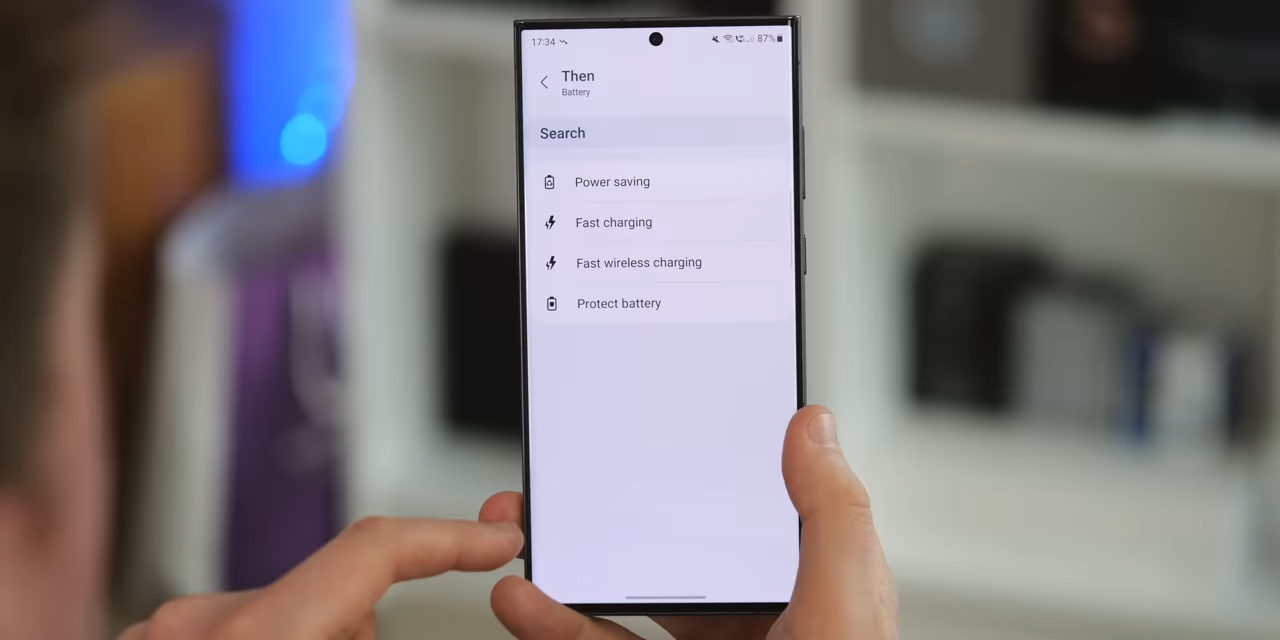 17:34 87%
Then
Battery
Search
Power saving
Fast charging
Fast wireless charging
Protect battery